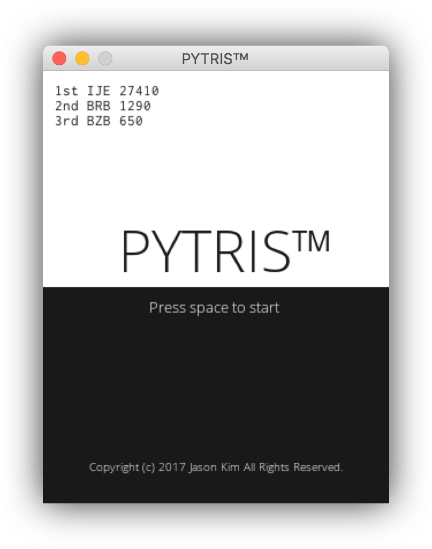 PYTRIS™
1st IJE 27410
2nd BRB 1290
3rd BZB 650
PYTRIS™
Press space to start
Copyright (c) 2017 Jason Kim All Rights Reserved.